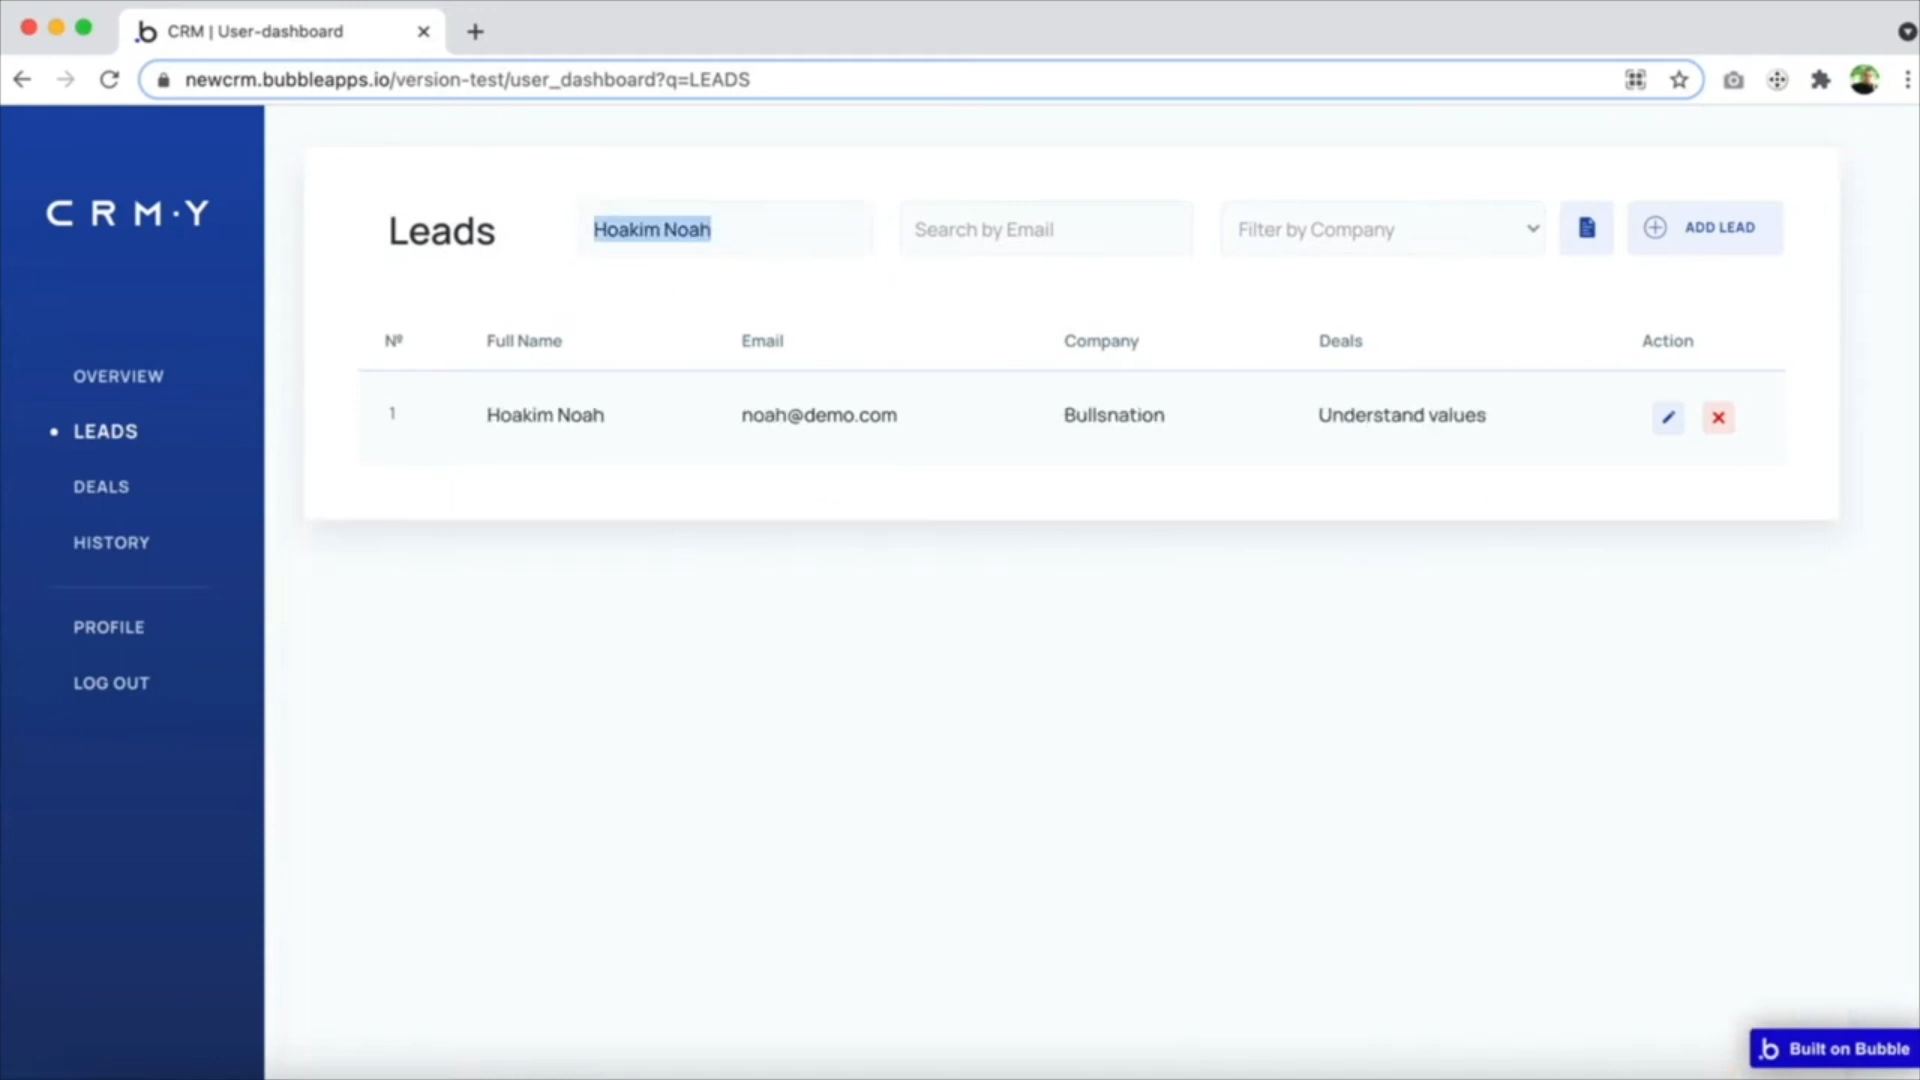 CRM | User-dashboard
newcrm.bubbleapps.io/version-test/user_dashboard?q=LEADS
CRM·Y
OVERVIEW
LEADS
DEALS
HISTORY
PROFILE
LOG OUT
Leads
Hoakim Noah
Search by Email
Filter by Company
ADD LEAD
Nº Full Name Email Company Deals Action
1 Hoakim Noah noah@demo.com Bullsnation Understand values
.b Built on Bubble